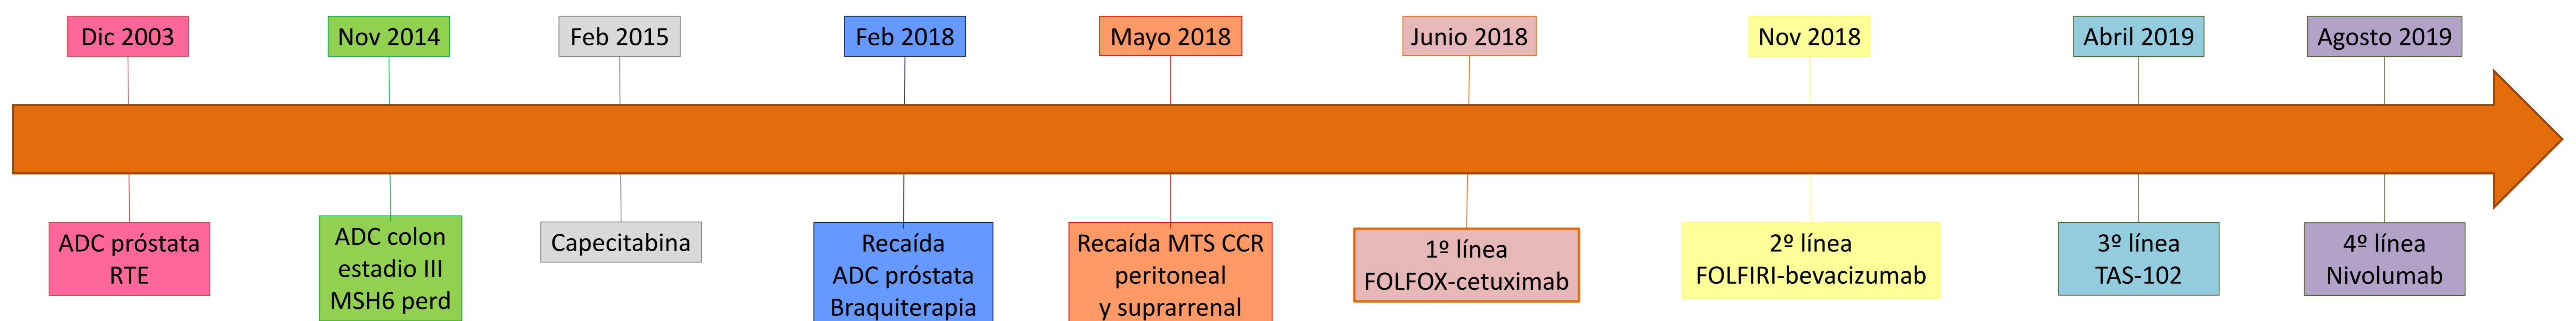 Dic 2003
Nov 2014
Feb 2015
Feb 2018
Mayo 2018
Junio 2018
Nov 2018
Abril 2019
Agosto 2019
ADC próstata
RTE
ADC colon
estadio III
MSH6 perd
Capecitabina
Recaída
ADC próstata
Braquiterapia
Recaída MTS CCR
peritoneal
y suprarrenal
1º línea
FOLFOX-cetuximab
2º línea
FOLFIRI-bevacizumab
3º línea
TAS-102
4º línea
Nivolumab